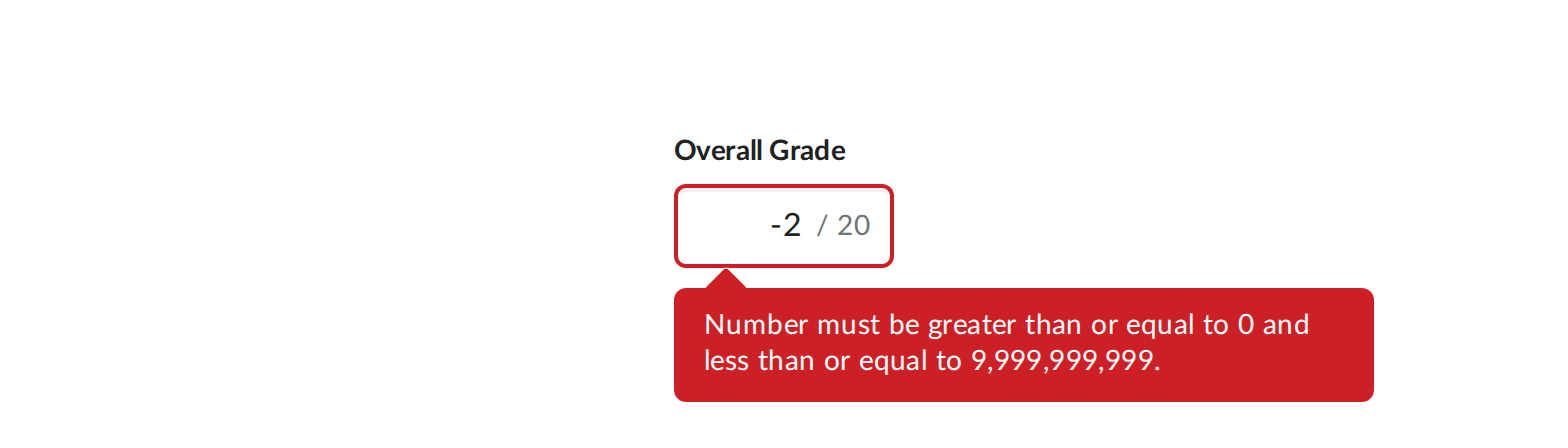 Overall Grade
-2 / 20
Number must be greater than or equal to 0 and
less than or equal to 9,999,999,999.